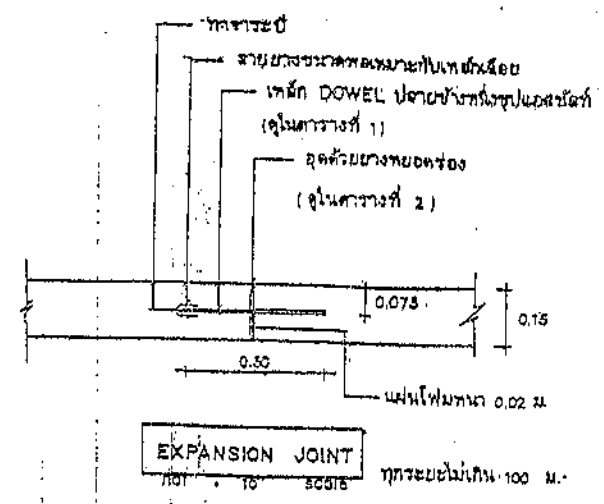 ทาจาระบี
สายยางขนาดพอเหมาะกับเหล็กเดือย
เหล็ก DOWEL ปลายข้างหนึ่งชุปแอสฟัลท์
(ดูในตารางที่ 1)
อุดด้วยยางหยอดร่อง
(ดูในตารางที่ 2)
0.075
0.15
0.50
แผ่นโฟมหนา 0.02 ม
EXPANSION JOINT
not to scale
ทุกระยะไม่เกิน 100 ม.